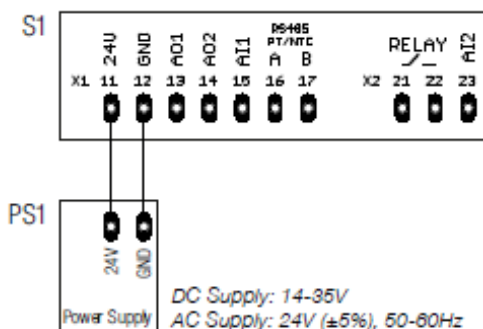 S1
24V GND AO1 AO2 AI1 RS485 PT/NTC A B RELAY AI2
X1 11 12 13 14 15 16 17 X2 21 22 23
PS1
24V GND
Power Supply
DC Supply: 14-35V
AC Supply: 24V (±5%), 50-60Hz